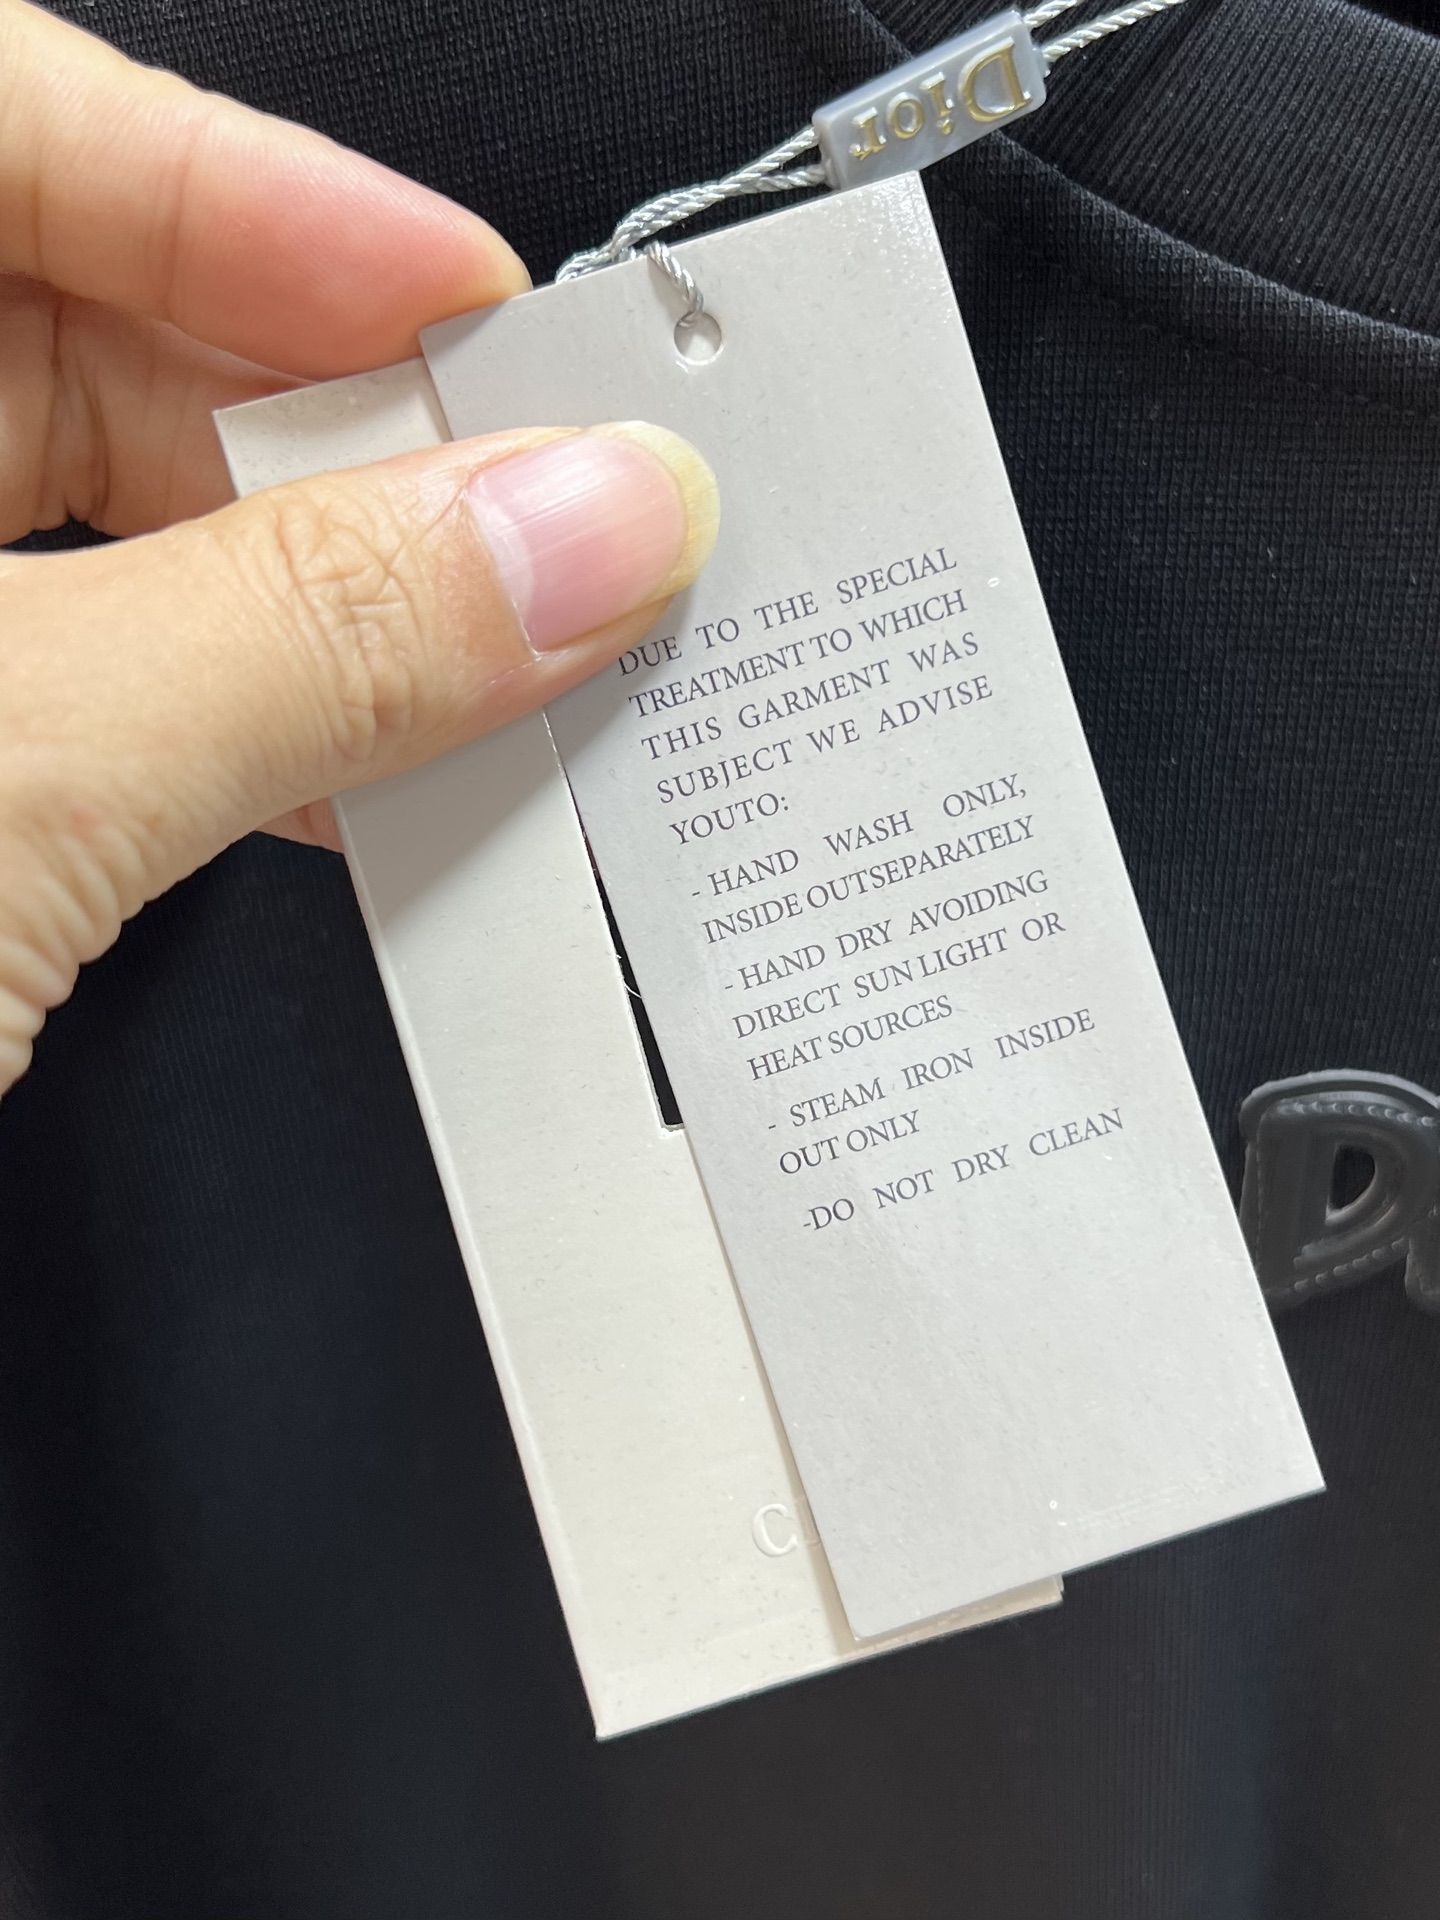 Dior
DUE TO THE SPECIAL
TREATMENT TO WHICH
THIS GARMENT WAS
SUBJECT WE ADVISE
YOUTO:
- HAND WASH ONLY,
INSIDE OUTSEPARATELY
- HAND DRY AVOIDING
DIRECT SUN LIGHT OR
HEAT SOURCES
- STEAM IRON INSIDE
OUT ONLY
-DO NOT DRY CLEAN